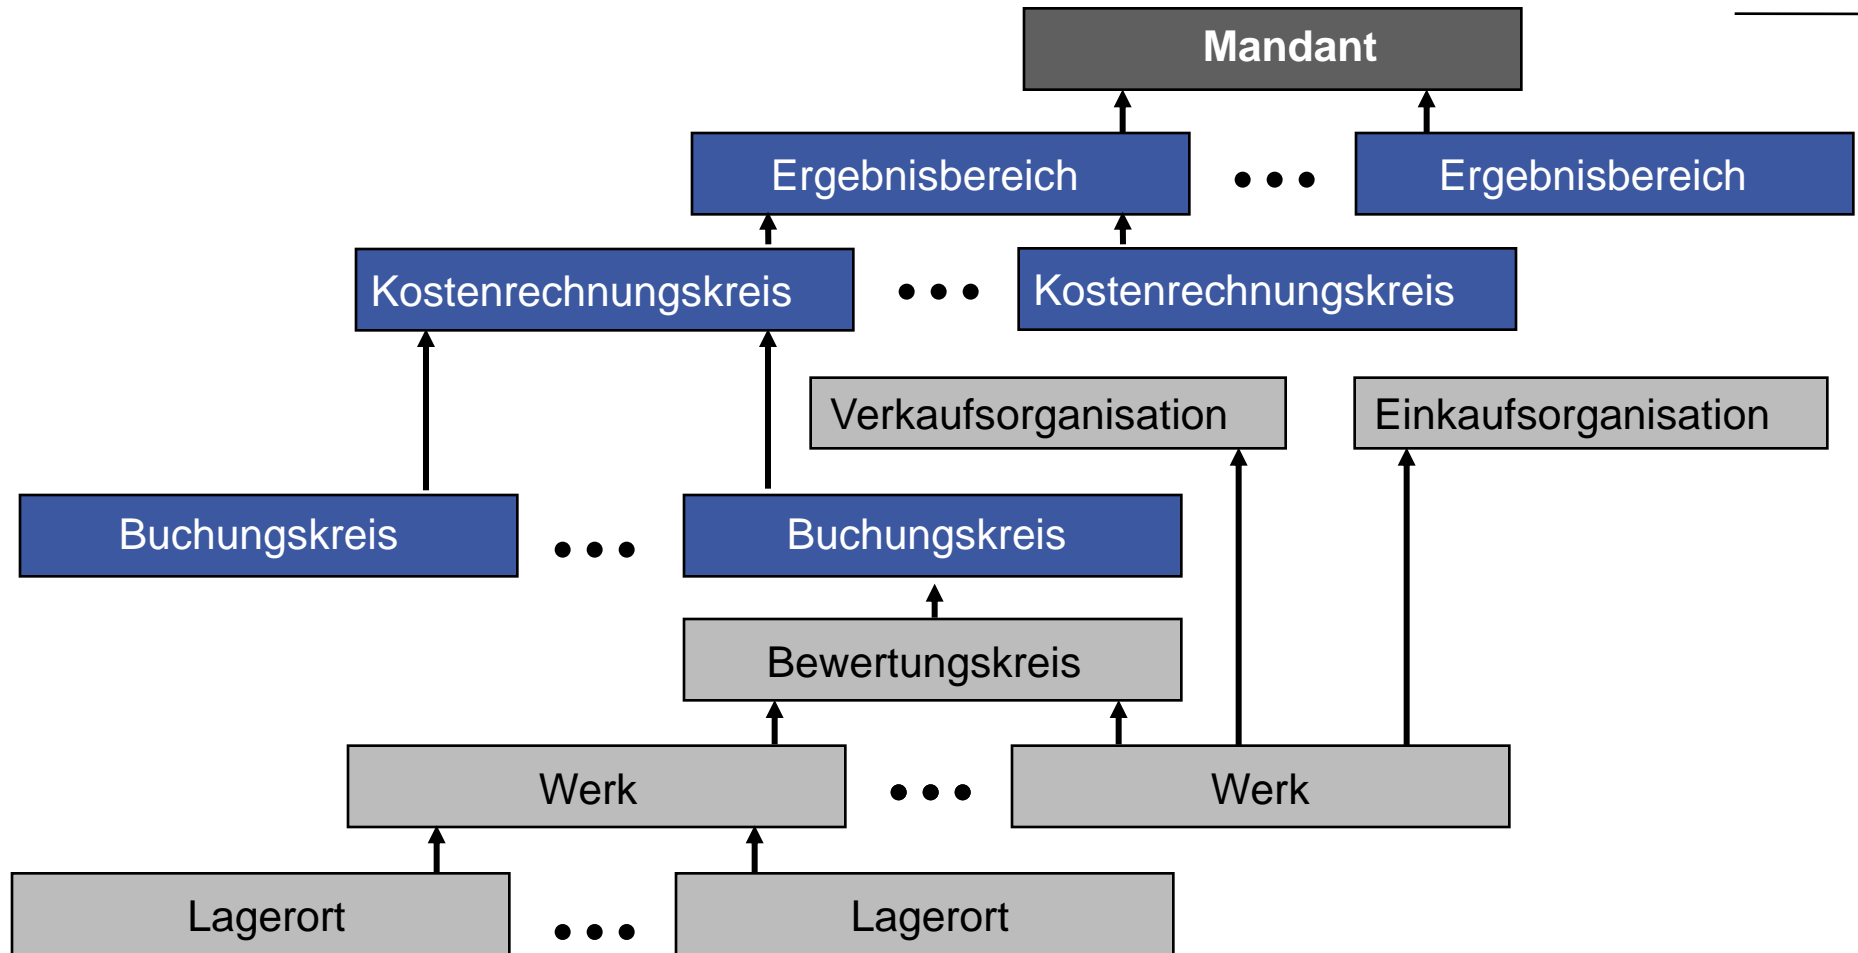 Mandant
Ergebnisbereich
Ergebnisbereich
Kostenrechnungskreis
Kostenrechnungskreis
Verkaufsorganisation
Einkaufsorganisation
Buchungskreis
Buchungskreis
Bewertungskreis
Werk
Werk
Lagerort
Lagerort